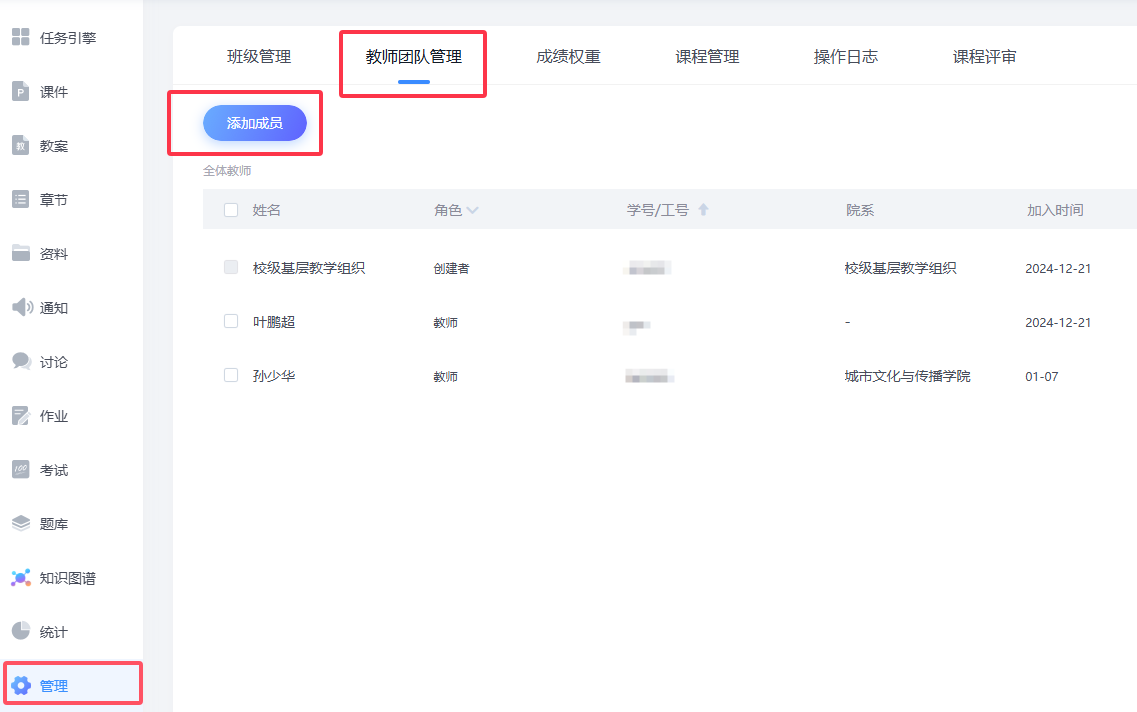 任务引擎
课件
教案
章节
资料
通知
讨论
作业
考试
题库
知识图谱
统计
管理
班级管理 教师团队管理 成绩权重 课程管理 操作日志 课程评审
添加成员
全体教师
姓名 角色 学号/工号 院系 加入时间
校级基层教学组织 创建者 校级基层教学组织 2024-12-21
叶鹏超 教师 - 2024-12-21
孙少华 教师 城市文化与传播学院 01-07